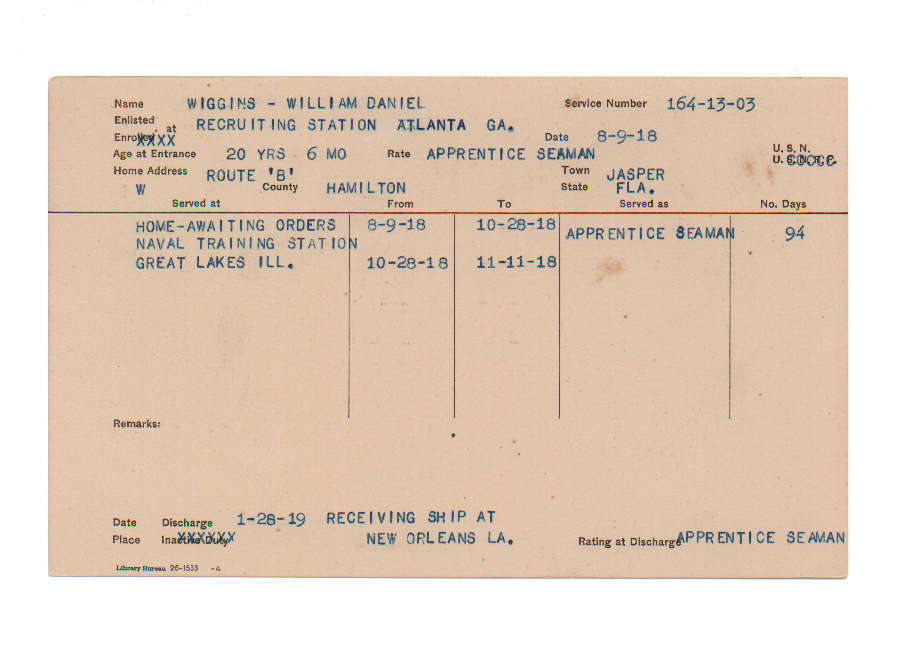 Name WIGGINS - WILLIAM DANIEL Service Number 164-13-03
Enlisted
Enrolled at RECRUITING STATION ATLANTA GA. Date 8-9-18
Age at Entrance 20 YRS 6 MO Rate APPRENTICE SEAMAN U. S. N.
U. S. N. R. F.
Home Address ROUTE 'B' Town JASPER
W County HAMILTON State FLA.
Served at From To Served as No. Days
HOME-AWAITING ORDERS 8-9-18 10-28-18 APPRENTICE SEAMAN 94
NAVAL TRAINING STATION
GREAT LAKES ILL. 10-28-18 11-11-18
Remarks:
Date Discharge 1-28-19 RECEIVING SHIP AT
Place Inactive Duty NEW ORLEANS LA. Rating at Discharge APPRENTICE SEAMAN
Library Bureau 26-1533 -A